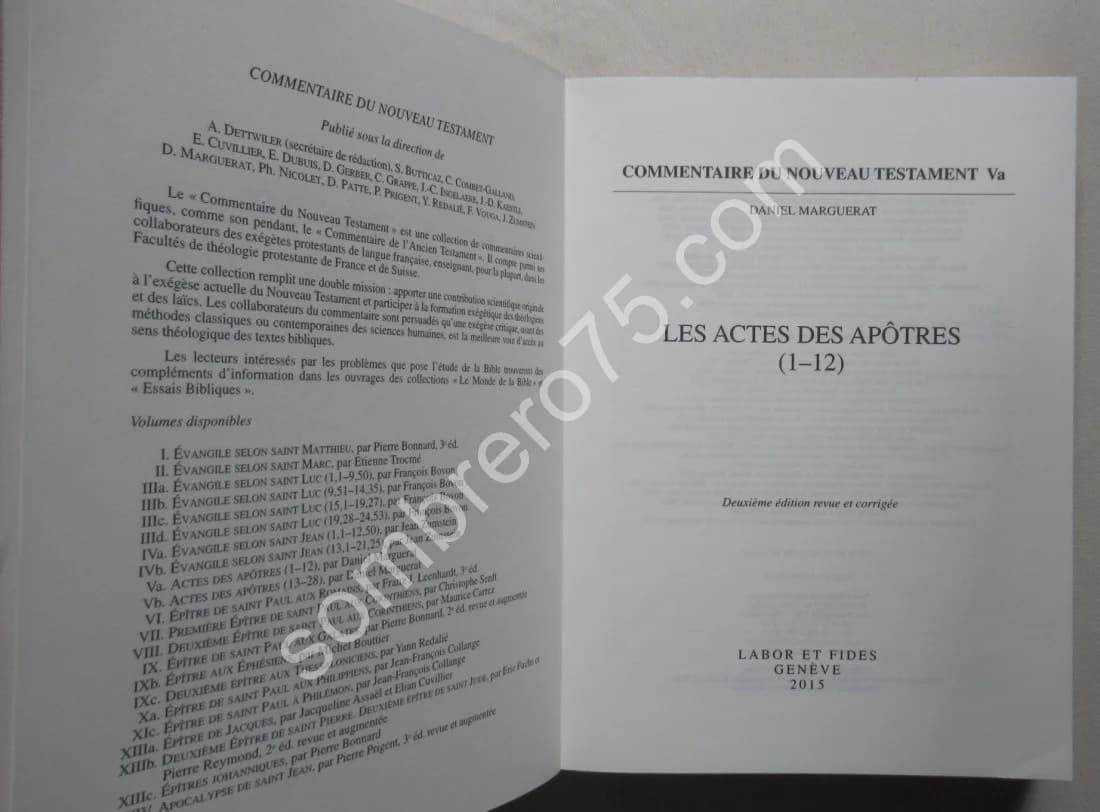 COMMENTAIRE DU NOUVEAU TESTAMENT
Publié sous la direction de
A. DETTWILER (secrétaire de rédaction), S. BUTTICAZ, C. COMBET-GALLAND,
E. CUVILLIER, E. DUBUIS, D. GERBER, C. GRAPPE, J.-C. INGELAERE, J.-D. KAESTLI,
D. MARGUERAT, Ph. NICOLET, D. PATTE, P. PRIGENT, Y. REDALIÉ, F. VOUGA, J. ZUMSTEIN
Le « Commentaire du Nouveau Testament » est une collection de commentaires scienti-
fiques, comme son pendant, le « Commentaire de l'Ancien Testament ». Il compte parmi ses
collaborateurs des exégètes protestants de langue française, enseignant, pour la plupart, dans les
Facultés de théologie protestante de France et de Suisse.
Cette collection remplit une double mission : apporter une contribution scientifique originale
à l'exégèse actuelle du Nouveau Testament et participer à la formation exégétique des théologiens
et des laïcs. Les collaborateurs du commentaire sont persuadés qu'une exégèse critique, usant des
méthodes classiques ou contemporaines des sciences humaines, est la meilleure voie d'accès au
sens théologique des textes bibliques.
Les lecteurs intéressés par les problèmes que pose l'étude de la Bible trouveront des
compléments d'information dans les ouvrages des collections « Le Monde de la Bible » et
« Essais Bibliques ».
Volumes disponibles
I. ÉVANGILE SELON SAINT MATTHIEU, par Pierre Bonnard, 3e éd.
II. ÉVANGILE SELON SAINT MARC, par Étienne Trocmé
IIIa. ÉVANGILE SELON SAINT LUC (1,1–9,50), par François Bovon
IIIb. ÉVANGILE SELON SAINT LUC (9,51–14,35), par François Bovon
IIIc. ÉVANGILE SELON SAINT LUC (15,1–19,27), par François Bovon
IIId. ÉVANGILE SELON SAINT LUC (19,28–24,53), par François Bovon
IVa. ÉVANGILE SELON SAINT JEAN (1,1–12,50), par Jean Zumstein
IVb. ÉVANGILE SELON SAINT JEAN (13,1–21,25), par Jean Zumstein
Va. ACTES DES APÔTRES (1–12), par Daniel Marguerat
Vb. ACTES DES APÔTRES (13–28), par Daniel Marguerat
VI. ÉPÎTRE DE SAINT PAUL AUX ROMAINS, par Leenhardt, 3e éd.
VII. PREMIÈRE ÉPÎTRE DE SAINT PAUL AUX CORINTHIENS, par Christophe Senft
VIII. DEUXIÈME ÉPÎTRE DE SAINT PAUL AUX CORINTHIENS, par Maurice Carrez
IX. ÉPÎTRE DE SAINT PAUL AUX GALATES, par Pierre Bonnard, 2e éd. revue et augmentée
IXb. ÉPÎTRE AUX ÉPHÉSIENS, par Michel Bouttier
IXc. DEUXIÈME ÉPÎTRE AUX THESSALONICIENS, par Yann Redalié
Xa. ÉPÎTRE DE SAINT PAUL AUX PHILIPPIENS, par Jean-François Collange
XIc. ÉPÎTRE DE SAINT PAUL À PHILÉMON, par Jean-François Collange
XIIIa. ÉPÎTRE DE JACQUES, par Jacqueline Assaël et Élian Cuvillier
XIIIb. DEUXIÈME ÉPÎTRE DE SAINT PIERRE. DEUXIÈME ÉPÎTRE DE SAINT JUDE, par Eric Fuchs et
Pierre Reymond, 2e éd. revue et augmentée
XIIIc. ÉPÎTRES JOHANNIQUES, par Pierre Bonnard
XIV. APOCALYPSE DE SAINT JEAN, par Pierre Prigent, 3e éd. revue et augmentée
COMMENTAIRE DU NOUVEAU TESTAMENT Va
DANIEL MARGUERAT
LES ACTES DES APÔTRES
(1–12)
Deuxième édition revue et corrigée
LABOR ET FIDES
GENÈVE
2015
sombrero75.com